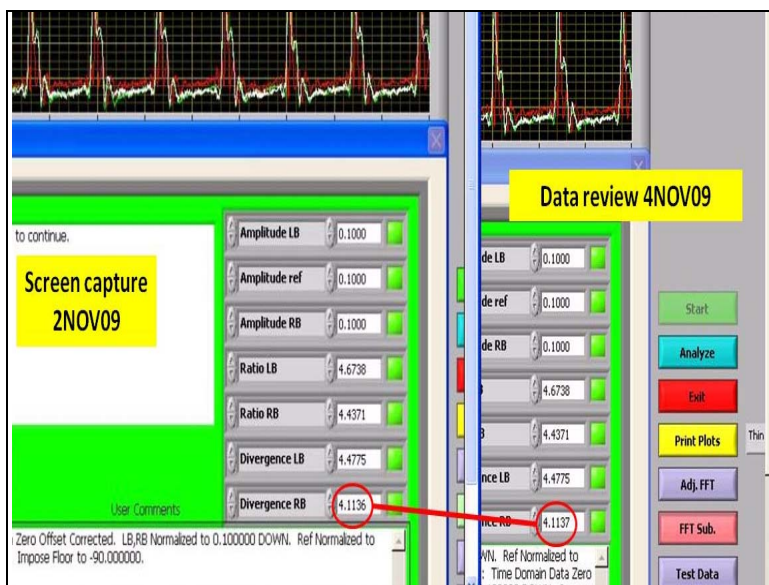 to continue.
Screen capture
2NOV09
Amplitude LB 0.1000
Amplitude ref 0.1000
Amplitude RB 0.1000
Ratio LB 4.6738
Ratio RB 4.4371
Divergence LB 4.4775
Divergence RB 4.1136
User Comments
Zero Offset Corrected. LB,RB Normalized to 0.100000 DOWN. Ref Normalized to
Impose Floor to -90.000000.
Data review 4NOV09
de LB 0.1000
de ref 0.1000
de RB 0.1000
4.6738
4.4371
nce LB 4.4775
nce RB 4.1137
WN. Ref Normalized to
: Time Domain Data Zero
Start
Analyze
Exit
Print Plots
Thin
Adj. FFT
FFT Sub.
Test Data